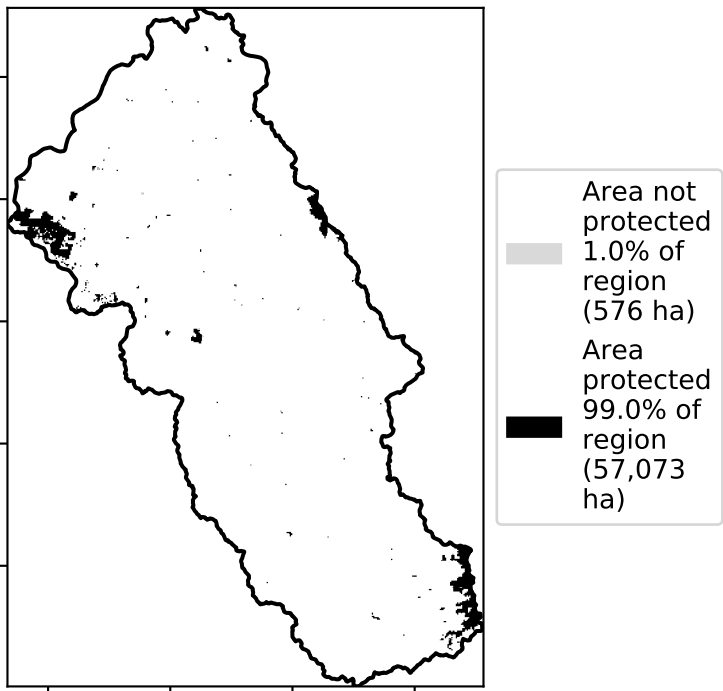 Area not
protected
1.0% of
region
(576 ha)
Area
protected
99.0% of
region
(57,073
ha)